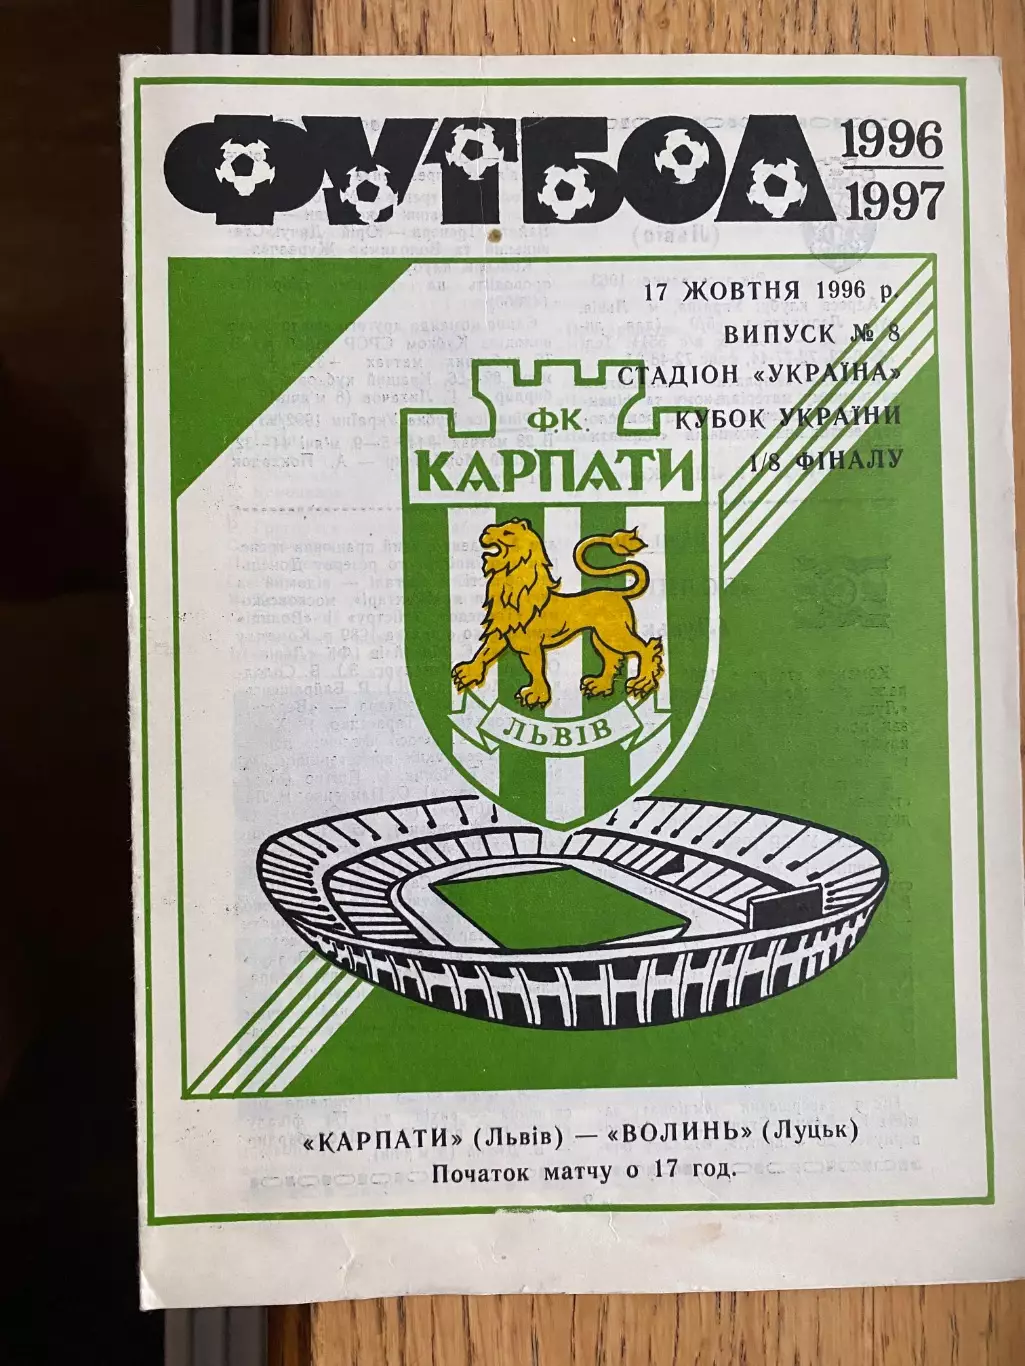 ФУТБОЛ
1996
1997
17 ЖОВТНЯ 1996 р.
ВИПУСК № 8
СТАДІОН «УКРАЇНА»
КУБОК УКРАЇНИ
1/8 ФІНАЛУ
Ф.К.
КАРПАТИ
ЛЬВІВ
«КАРПАТИ» (Львів) — «ВОЛИНЬ» (Луцьк)
Початок матчу о 17 год.